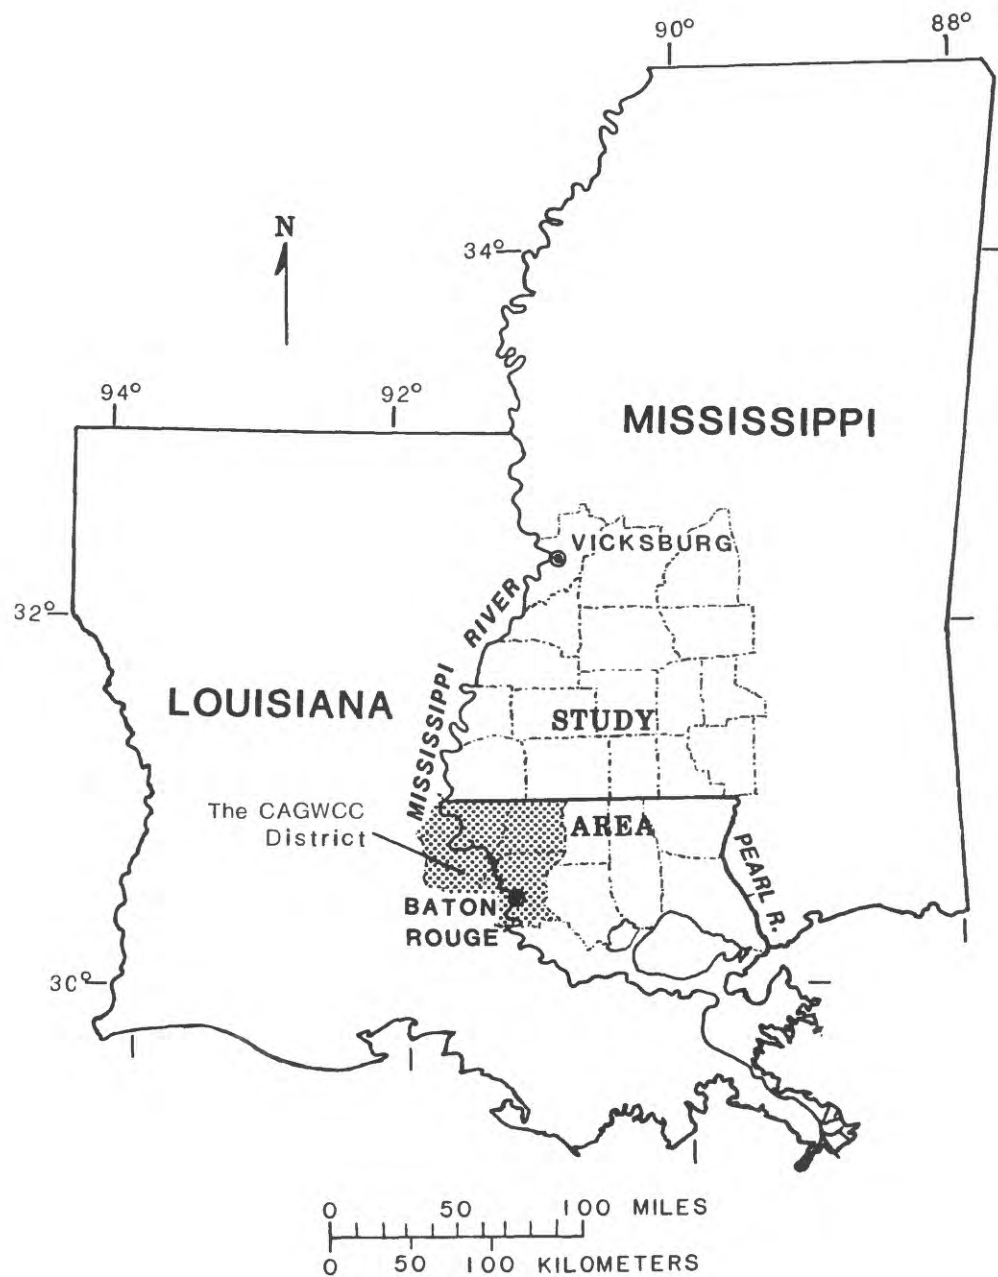 90° 88°
N
34°
94° 92°
MISSISSIPPI
VICKSBURG
32°
MISSISSIPPI RIVER
LOUISIANA
STUDY
The CAGWCC
District
AREA
PEARL R.
BATON
ROUGE
30°
0 50 100 MILES
0 50 100 KILOMETERS